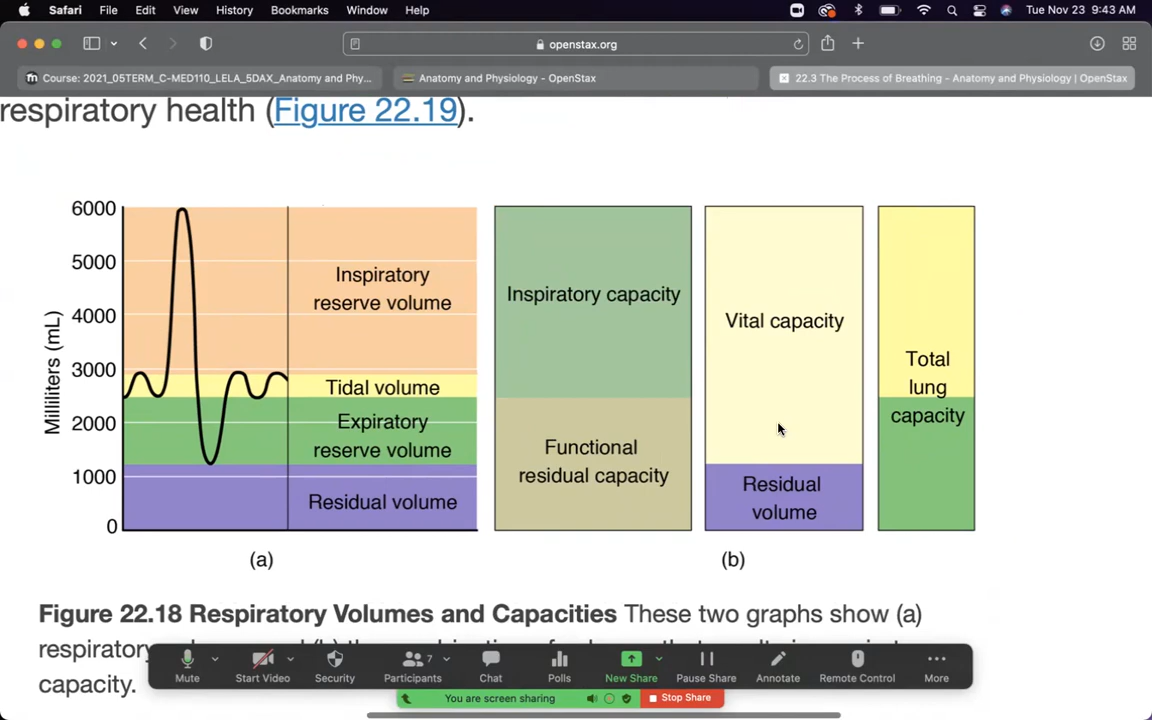 Safari File Edit View History Bookmarks Window Help Tue Nov 23 9:43 AM
openstax.org
Course: 2021_05TERM_C-MED110_LELA_5DAX_Anatomy and Phy...
Anatomy and Physiology - OpenStax
22.3 The Process of Breathing - Anatomy and Physiology | OpenStax
respiratory health (Figure 22.19).
Milliliters (mL)
6000
5000
4000
3000
2000
1000
0
Inspiratory
reserve volume
Tidal volume
Expiratory
reserve volume
Residual volume
(a)
Inspiratory capacity
Functional
residual capacity
Vital capacity
Residual
volume
Total
lung
capacity
(b)
Figure 22.18 Respiratory Volumes and Capacities These two graphs show (a)
respiratory
capacity.
Mute
Start Video
Security
7
Participants
Chat
Polls
New Share
Pause Share
Annotate
Remote Control
More
You are screen sharing
Stop Share